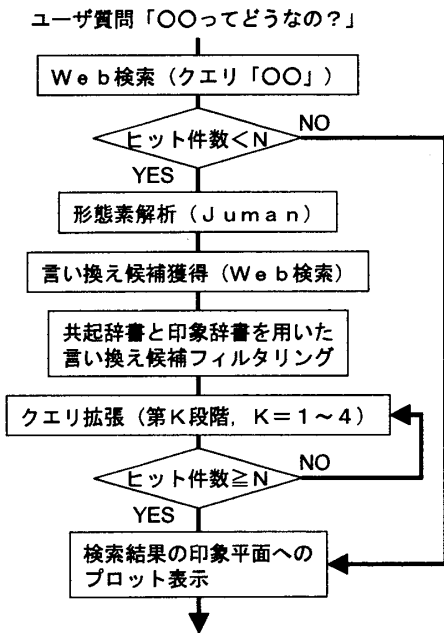 ユーザ質問「○○ってどうなの？」
Ｗｅｂ検索（クエリ「○○」）
ヒット件数＜N
NO
YES
形態素解析（Ｊｕｍａｎ）
言い換え候補獲得（Ｗｅｂ検索）
共起辞書と印象辞書を用いた
言い換え候補フィルタリング
クエリ拡張（第Ｋ段階，Ｋ＝１～４）
ヒット件数≧N
NO
YES
検索結果の印象平面への
プロット表示